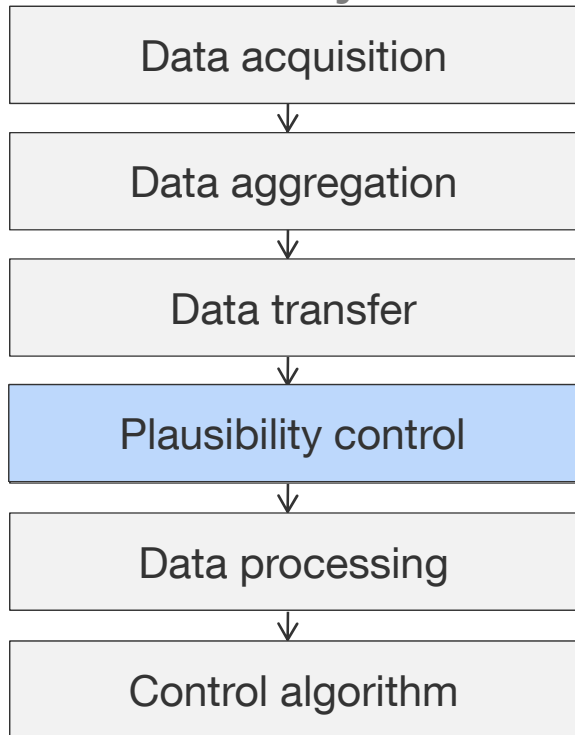 Data acquisition
Data aggregation
Data transfer
Plausibility control
Data processing
Control algorithm